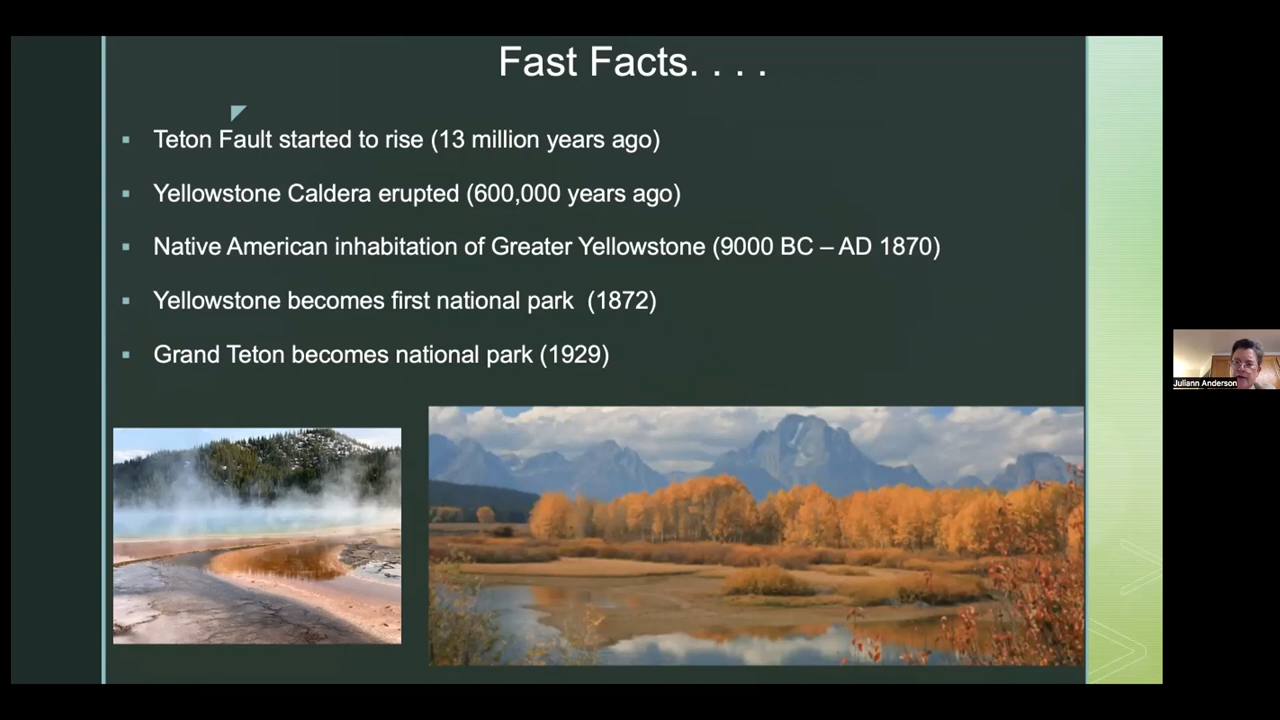 Fast Facts. . . .
Teton Fault started to rise (13 million years ago)
Yellowstone Caldera erupted (600,000 years ago)
Native American inhabitation of Greater Yellowstone (9000 BC – AD 1870)
Yellowstone becomes first national park (1872)
Grand Teton becomes national park (1929)
Juliann Anderson